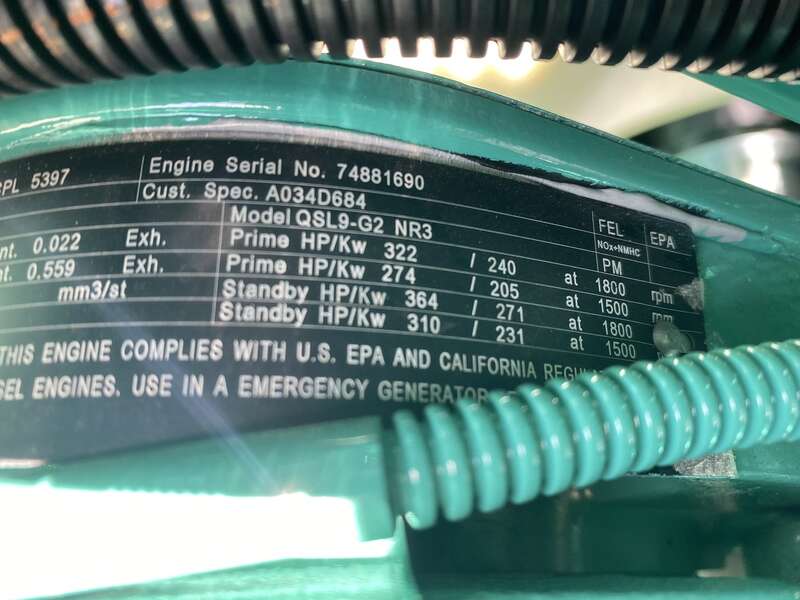 CPL 5397 Engine Serial No. 74881690
Cust. Spec. A034D684
Model QSL9-G2 NR3 FEL EPA
NOx+NMHC
PM
nt. 0.022 Exh. Prime HP/Kw 322 / 240 at 1800 rpm
nt. 0.559 Exh. Prime HP/Kw 274 / 205 at 1500 rpm
mm3/st Standby HP/Kw 364 / 271 at 1800
Standby HP/Kw 310 / 231 at 1500
THIS ENGINE COMPLIES WITH U.S. EPA AND CALIFORNIA REGU
SEL ENGINES. USE IN A EMERGENCY GENERATOR